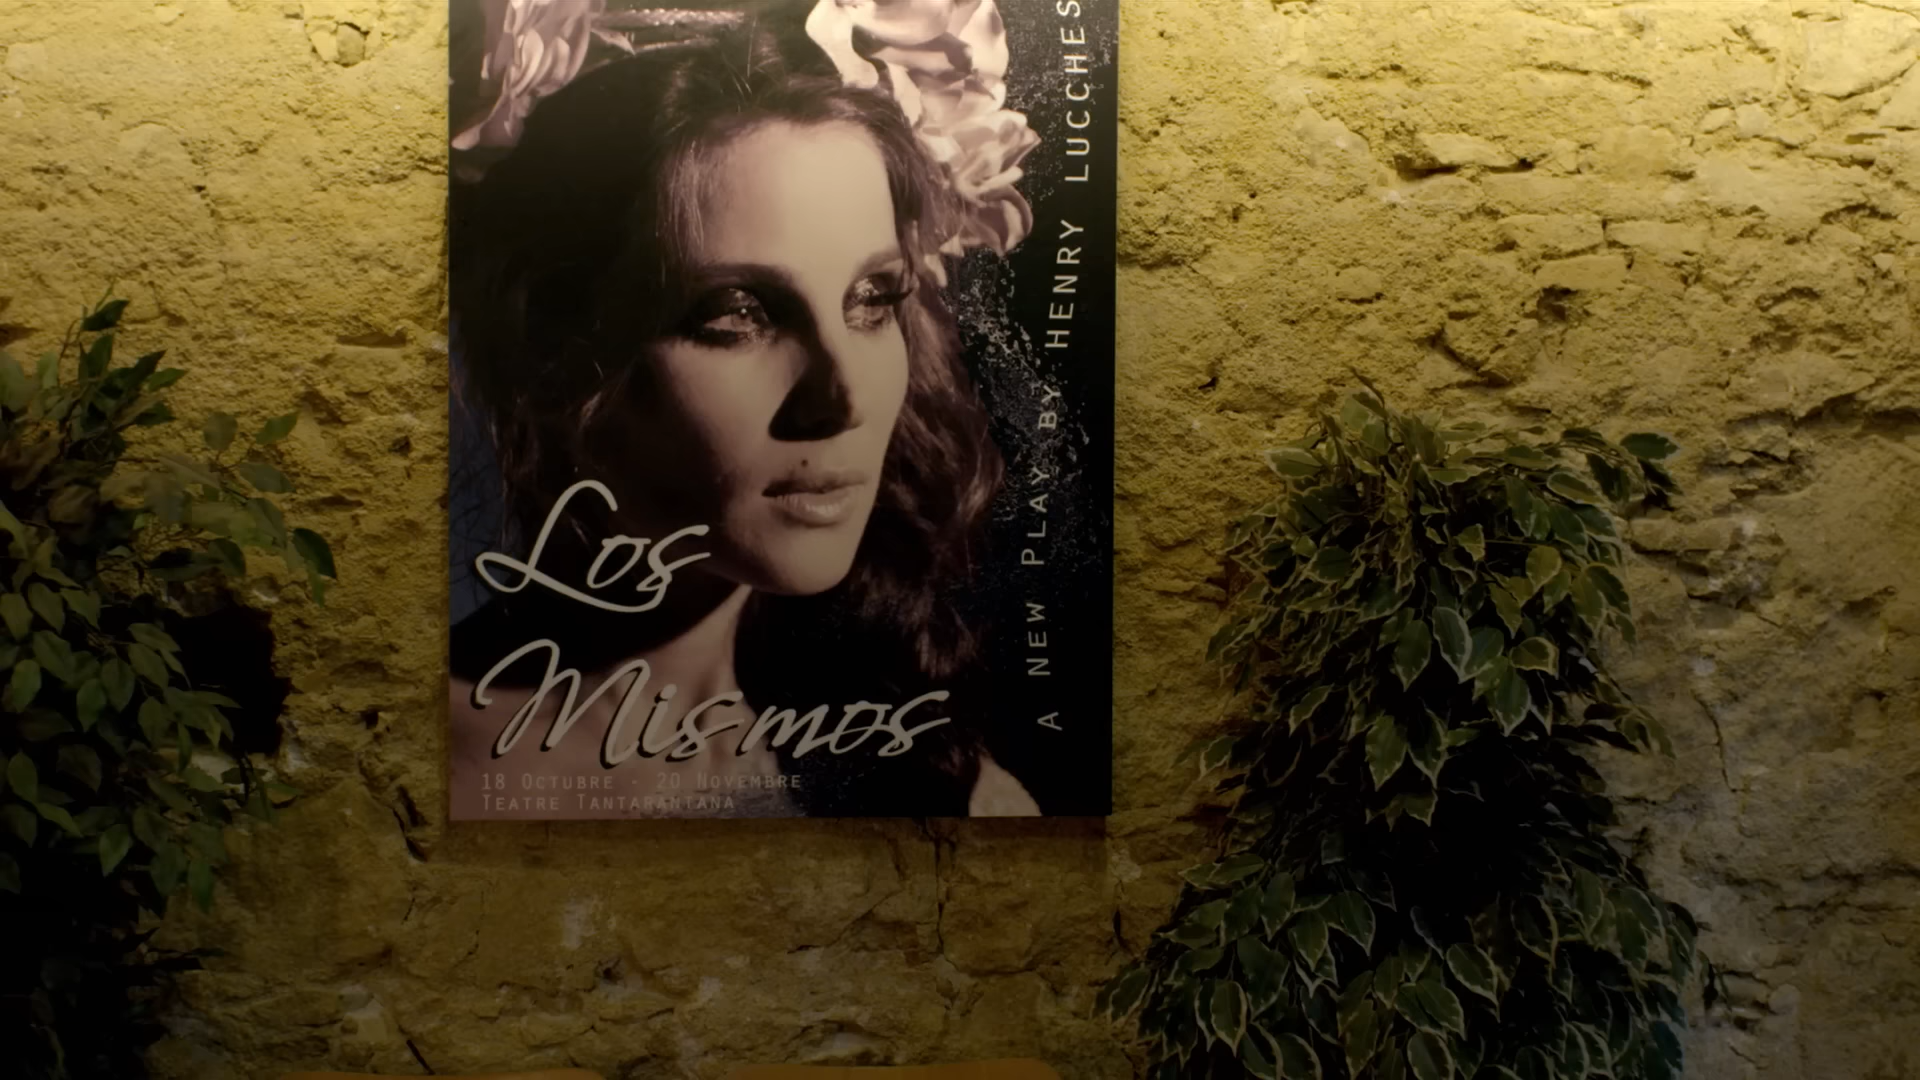 Los
Mismos
18 Octubre - 20 Novembre
Teatre Tantarantana
A New Play by Henry Lucches